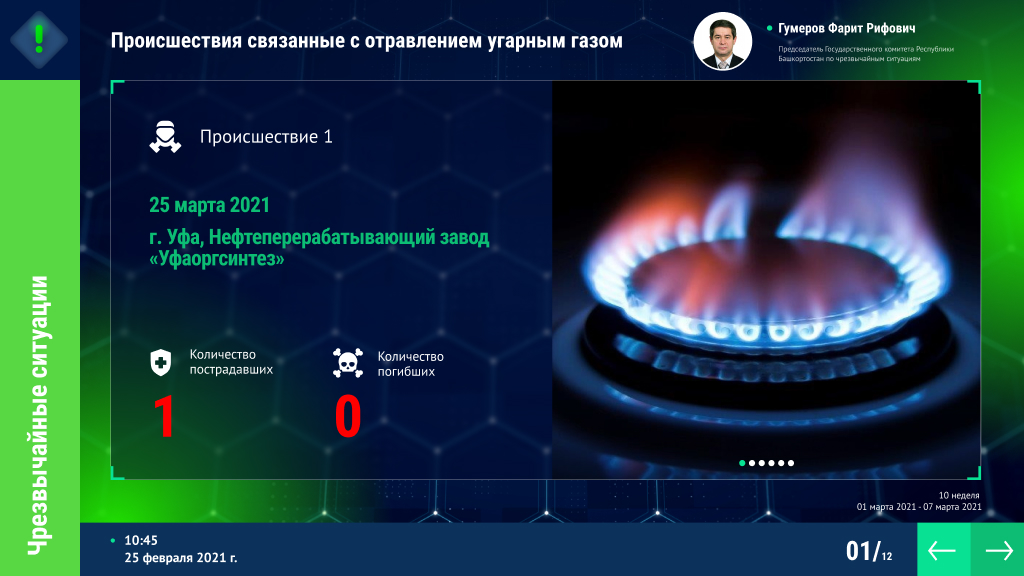 Происшествия связанные с отравлением угарным газом
Гумеров Фарит Рифович
Председатель Государственного комитета Республики
Башкортостан по чрезвычайным ситуациям
Чрезвычайные ситуации
Происшествие 1
25 марта 2021
г. Уфа, Нефтеперерабатывающий завод
«Уфаоргсинтез»
Количество
пострадавших
1
Количество
погибших
0
10 неделя
01 марта 2021 - 07 марта 2021
10:45
25 февраля 2021 г.
01/12